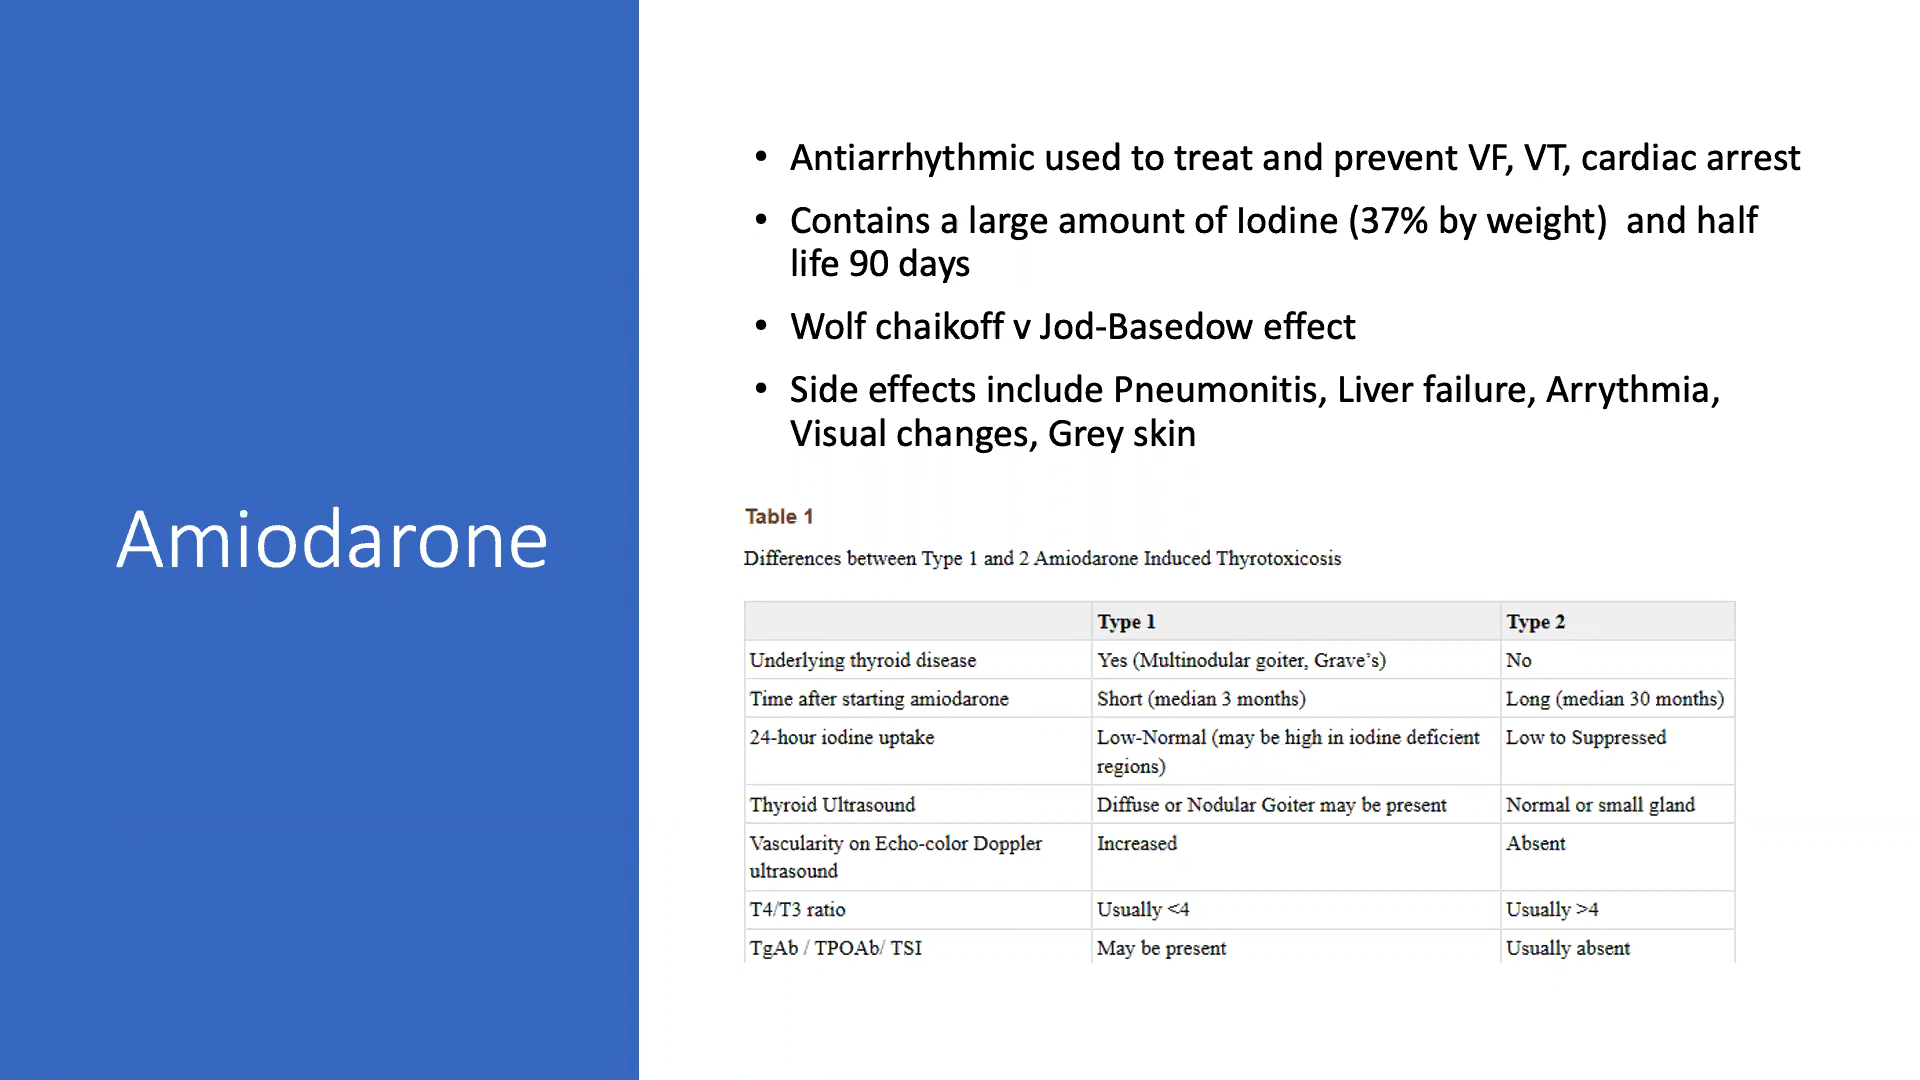 Amiodarone
• Antiarrhythmic used to treat and prevent VF, VT, cardiac arrest
• Contains a large amount of Iodine (37% by weight)  and half
life 90 days
• Wolf chaikoff v Jod-Basedow effect
• Side effects include Pneumonitis, Liver failure, Arrythmia,
Visual changes, Grey skin
Table 1
Differences between Type 1 and 2 Amiodarone Induced Thyrotoxicosis
Type 1 Type 2
Underlying thyroid disease Yes (Multinodular goiter, Grave's) No
Time after starting amiodarone Short (median 3 months) Long (median 30 months)
24-hour iodine uptake Low-Normal (may be high in iodine deficient Low to Suppressed
regions)
Thyroid Ultrasound Diffuse or Nodular Goiter may be present Normal or small gland
Vascularity on Echo-color Doppler Increased Absent
ultrasound
T4/T3 ratio Usually <4 Usually >4
TgAb / TPOAb/ TSI May be present Usually absent